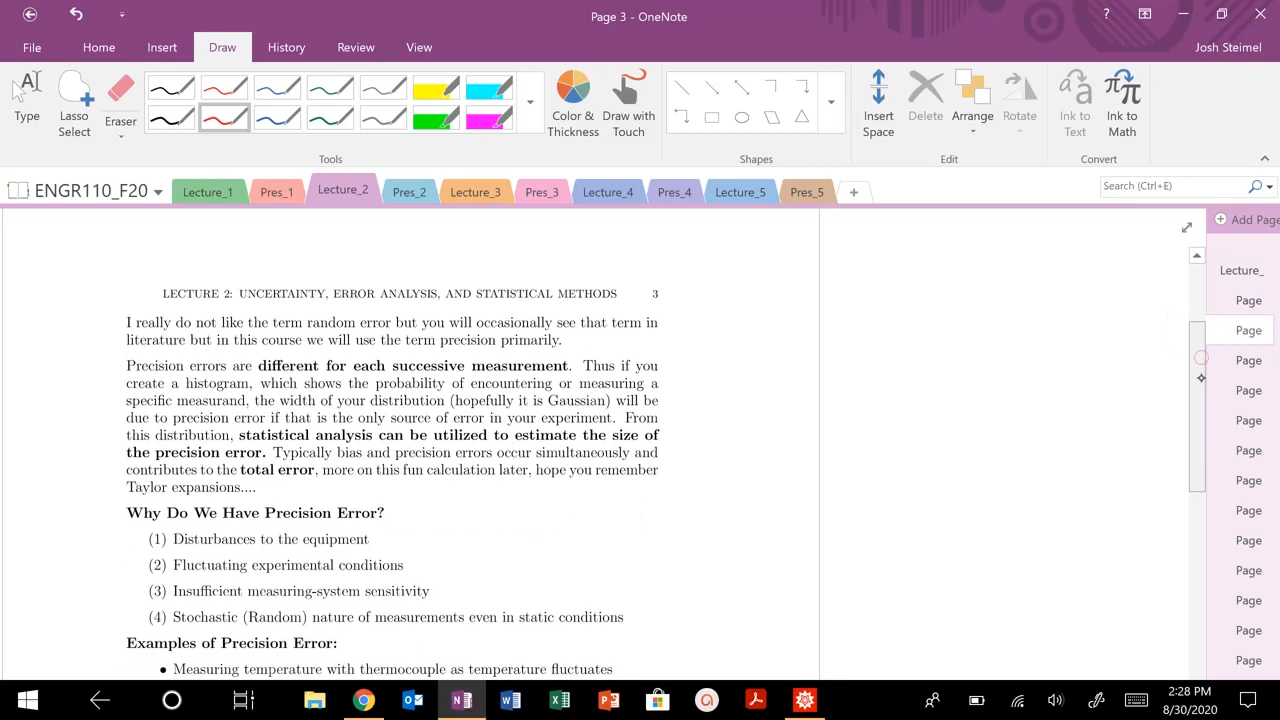 Page 3 - OneNote
?
File
Home
Insert
Draw
History
Review
View
Josh Steimel
Type
Lasso
Select
Eraser
Color &
Thickness
Draw with
Touch
Insert
Space
Delete
Arrange
Rotate
Ink to
Text
Ink to
Math
Tools
Shapes
Edit
Convert
ENGR110_F20
Lecture_1
Pres_1
Lecture_2
Pres_2
Lecture_3
Pres_3
Lecture_4
Pres_4
Lecture_5
Pres_5
Search (Ctrl+E)
Add Page
Lecture_
Page
Page
Page
Page
Page
Page
Page
Page
Page
Page
Page
Page
Page
LECTURE 2: UNCERTAINTY, ERROR ANALYSIS, AND STATISTICAL METHODS 3
I really do not like the term random error but you will occasionally see that term in
literature but in this course we will use the term precision primarily.
Precision errors are different for each successive measurement. Thus if you
create a histogram, which shows the probability of encountering or measuring a
specific measurand, the width of your distribution (hopefully it is Gaussian) will be
due to precision error if that is the only source of error in your experiment. From
this distribution, statistical analysis can be utilized to estimate the size of
the precision error. Typically bias and precision errors occur simultaneously and
contributes to the total error, more on this fun calculation later, hope you remember
Taylor expansions....
Why Do We Have Precision Error?
(1) Disturbances to the equipment
(2) Fluctuating experimental conditions
(3) Insufficient measuring-system sensitivity
(4) Stochastic (Random) nature of measurements even in static conditions
Examples of Precision Error:
• Measuring temperature with thermocouple as temperature fluctuates
2:28 PM
8/30/2020